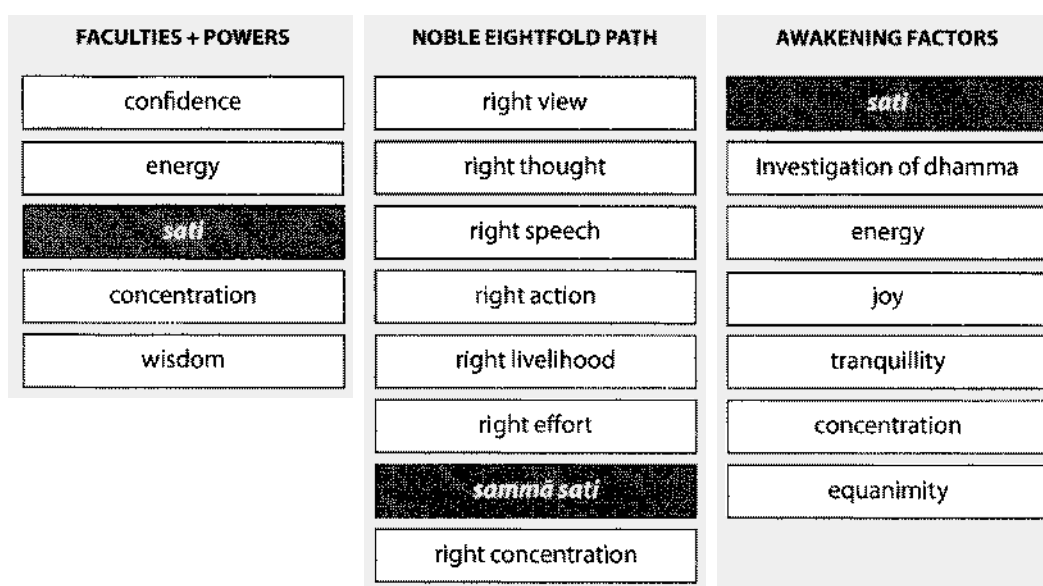 FACULTIES + POWERS
confidence
energy
sati
concentration
wisdom
NOBLE EIGHTFOLD PATH
right view
right thought
right speech
right action
right livelihood
right effort
sammā sati
right concentration
AWAKENING FACTORS
sati
Investigation of dhamma
energy
joy
tranquillity
concentration
equanimity